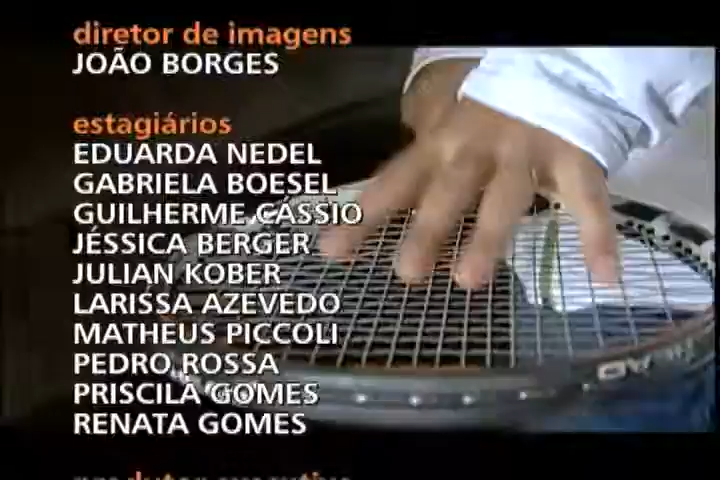 diretor de imagens
JOÃO BORGES
estagiários
EDUARDA NEDEL
GABRIELA BOESEL
GUILHERME CÁSSIO
JÉSSICA BERGER
JULIAN KOBER
LARISSA AZEVEDO
MATHEUS PICCOLI
PEDRO ROSSA
PRISCILA GOMES
RENATA GOMES